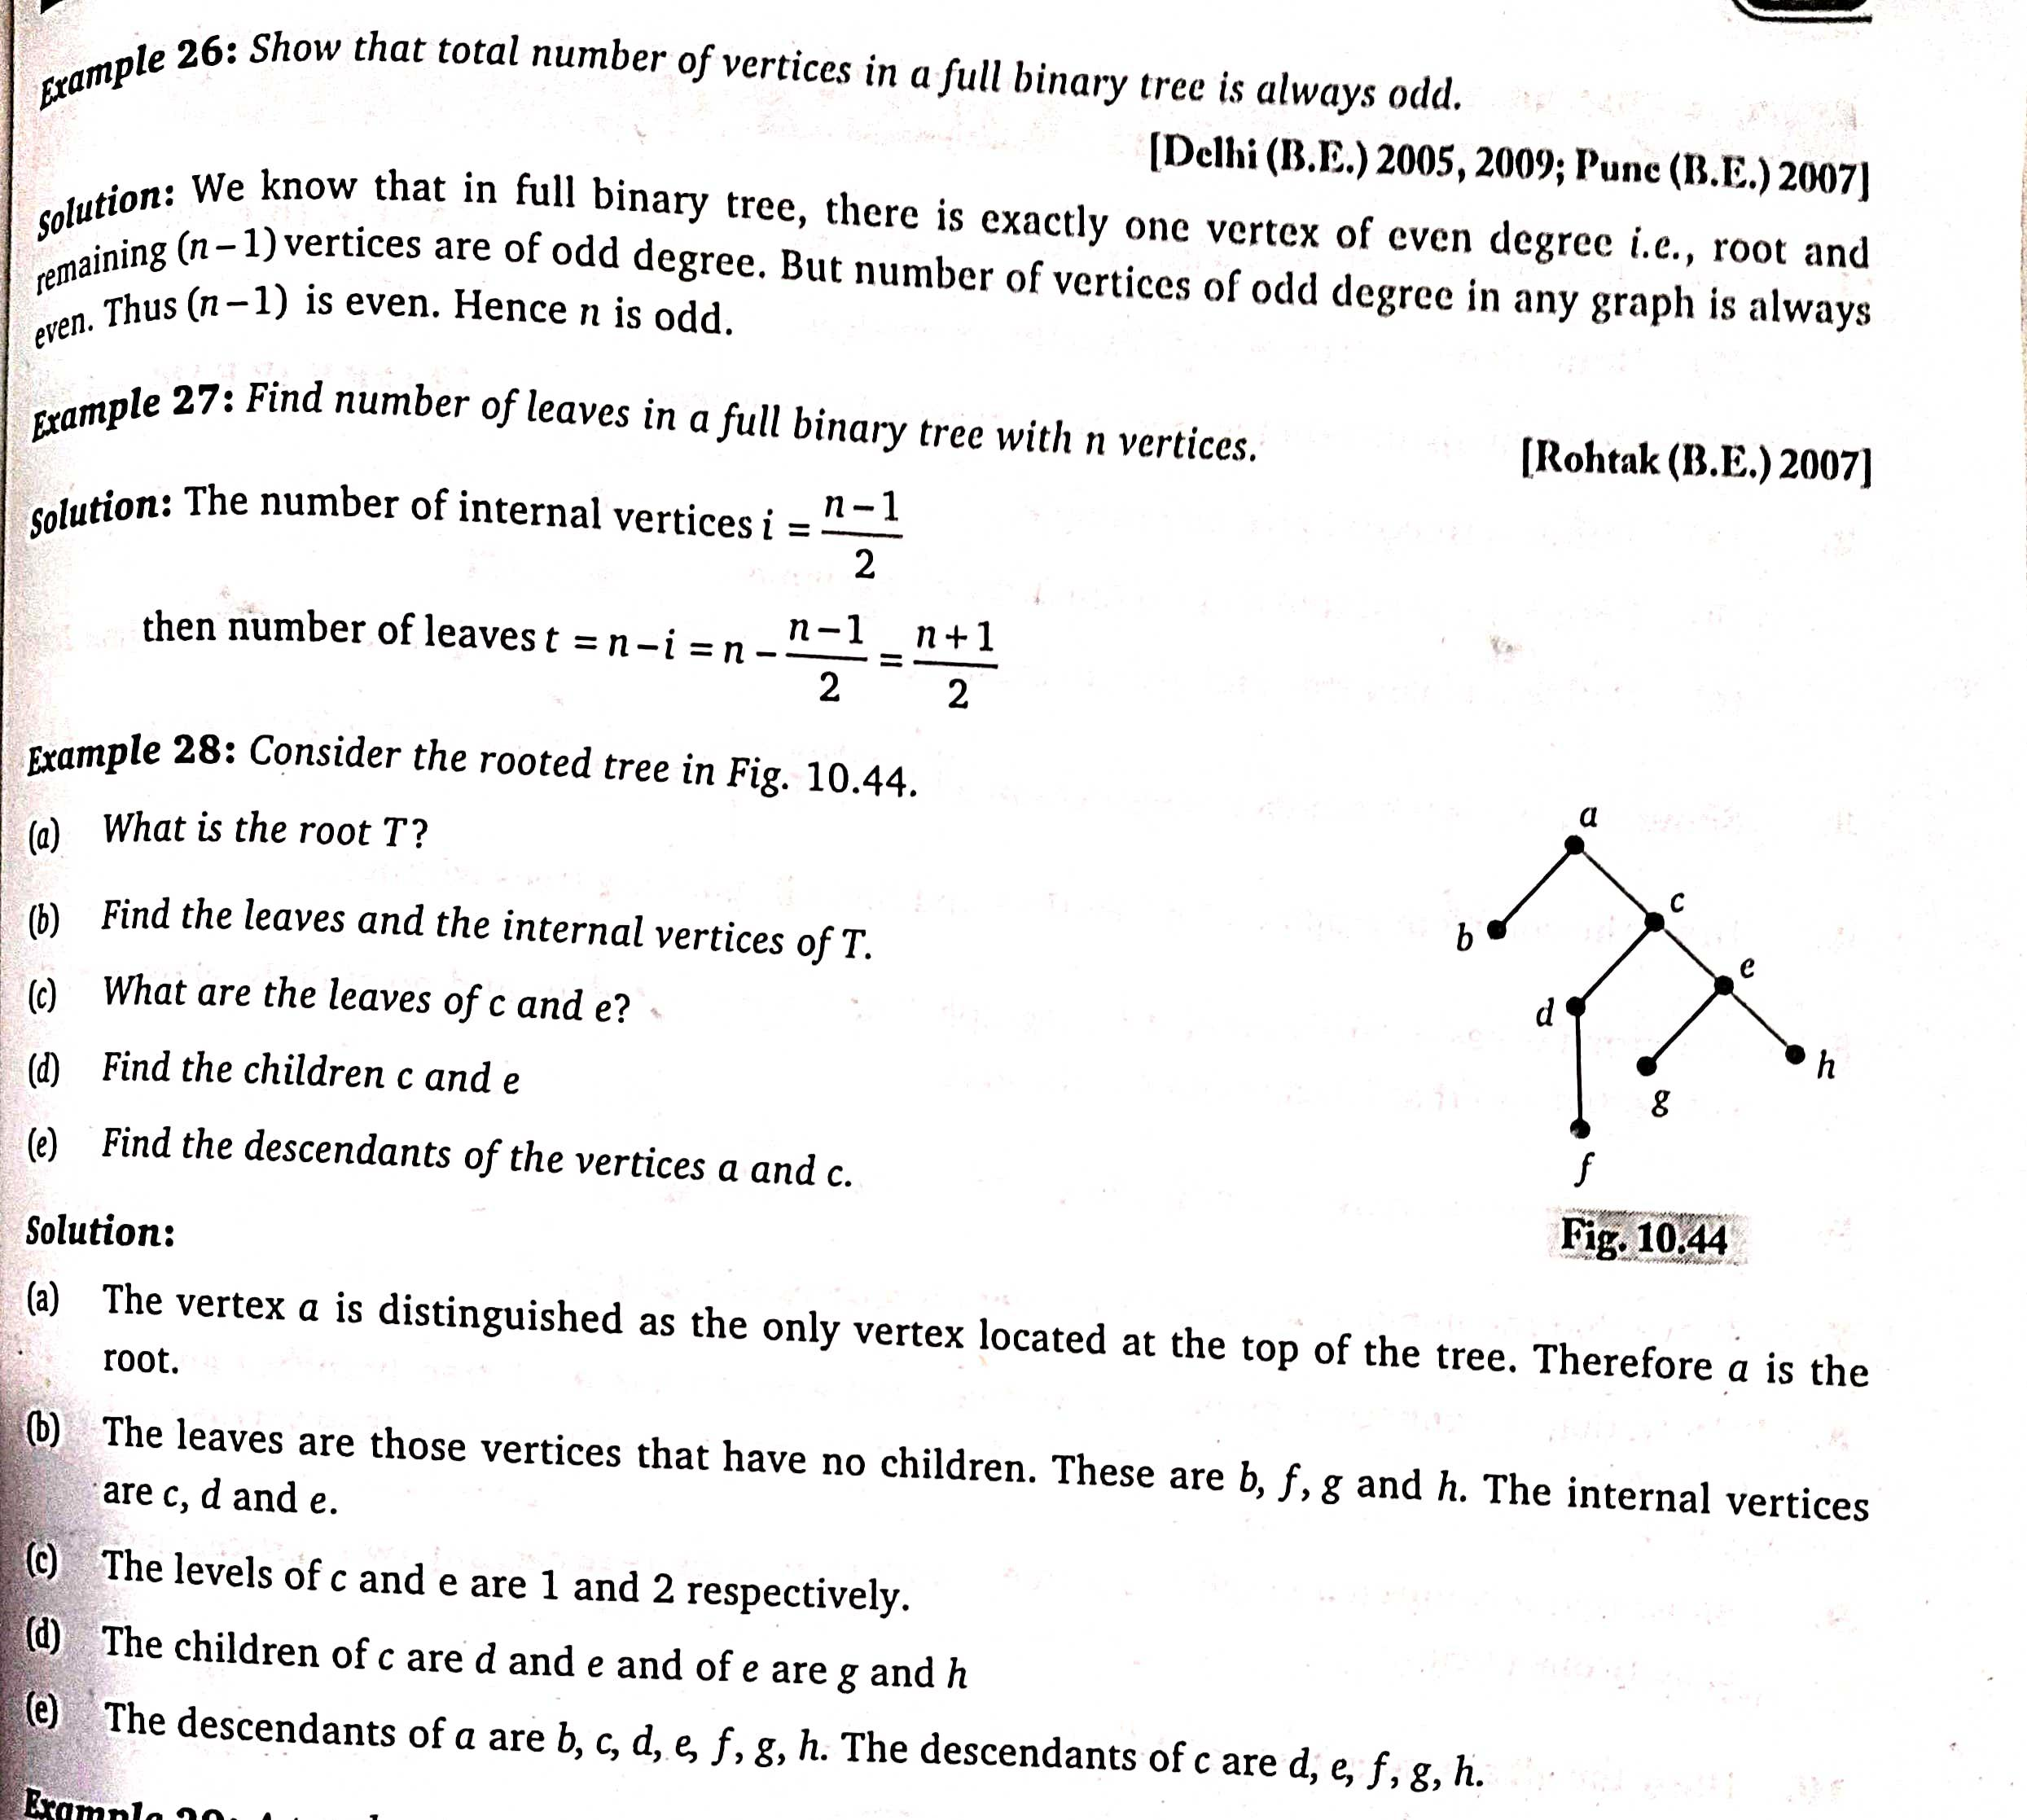 Example 26: Show that total number of vertices in a full binary tree is always odd.
[Delhi (B.E.) 2005, 2009; Pune (B.E.) 2007]
Solution: We know that in full binary tree, there is exactly one vertex of even degree i.e., root and
remaining (n – 1) vertices are of odd degree. But number of vertices of odd degree in any graph is always
even. Thus (n – 1) is even. Hence n is odd.
Example 27: Find number of leaves in a full binary tree with n vertices.
[Rohtak (B.E.) 2007]
Solution: The number of internal vertices i = (n – 1)/2
then number of leaves t = n – i = n – (n – 1)/2 = (n + 1)/2
Example 28: Consider the rooted tree in Fig. 10.44.
(a) What is the root T?
(b) Find the leaves and the internal vertices of T.
(c) What are the leaves of c and e?
(d) Find the children c and e
(e) Find the descendants of the vertices a and c.
a
c
b
e
d
h
g
f
Fig. 10.44
Solution:
(a) The vertex a is distinguished as the only vertex located at the top of the tree. Therefore a is the
root.
(b) The leaves are those vertices that have no children. These are b, f, g and h. The internal vertices
are c, d and e.
(c) The levels of c and e are 1 and 2 respectively.
(d) The children of c are d and e and of e are g and h
(e) The descendants of a are b, c, d, e, f, g, h. The descendants of c are d, e, f, g, h.